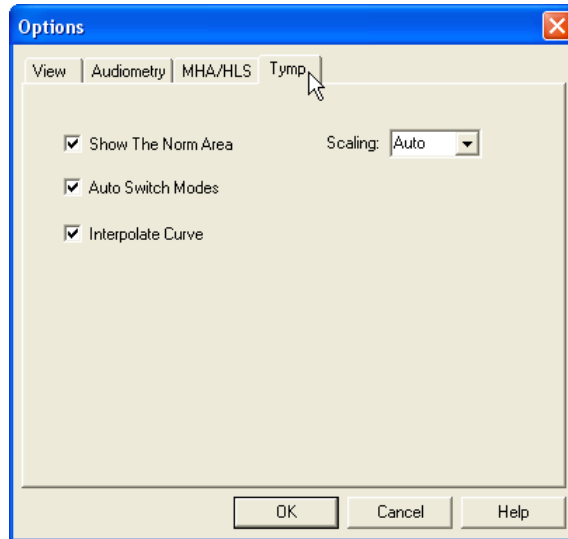 Options
View Audiometry MHA/HLS Tymp
Show The Norm Area Scaling: Auto
Auto Switch Modes
Interpolate Curve
OK Cancel Help